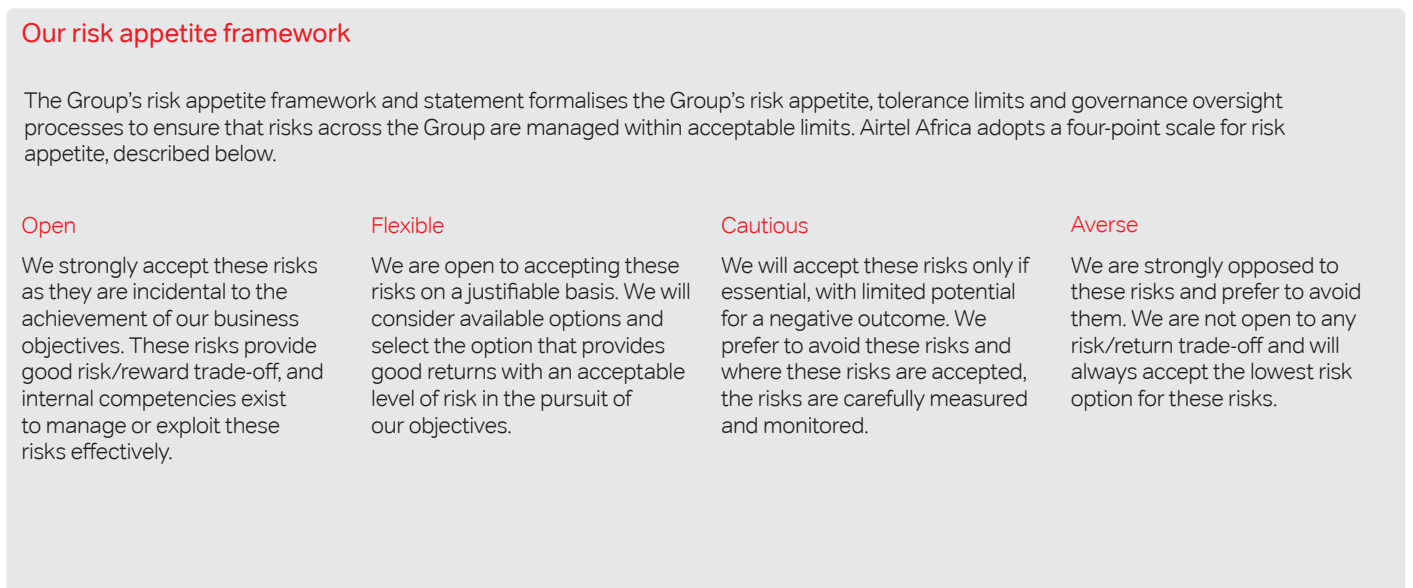 Our risk appetite framework
The Group's risk appetite framework and statement formalises the Group's risk appetite, tolerance limits and governance oversight
processes to ensure that risks across the Group are managed within acceptable limits. Airtel Africa adopts a four-point scale for risk
appetite, described below.
Open
We strongly accept these risks
as they are incidental to the
achievement of our business
objectives. These risks provide
good risk/reward trade-off, and
internal competencies exist
to manage or exploit these
risks effectively.
Flexible
We are open to accepting these
risks on a justifiable basis. We will
consider available options and
select the option that provides
good returns with an acceptable
level of risk in the pursuit of
our objectives.
Cautious
We will accept these risks only if
essential, with limited potential
for a negative outcome. We
prefer to avoid these risks and
where these risks are accepted,
the risks are carefully measured
and monitored.
Averse
We are strongly opposed to
these risks and prefer to avoid
them. We are not open to any
risk/return trade-off and will
always accept the lowest risk
option for these risks.